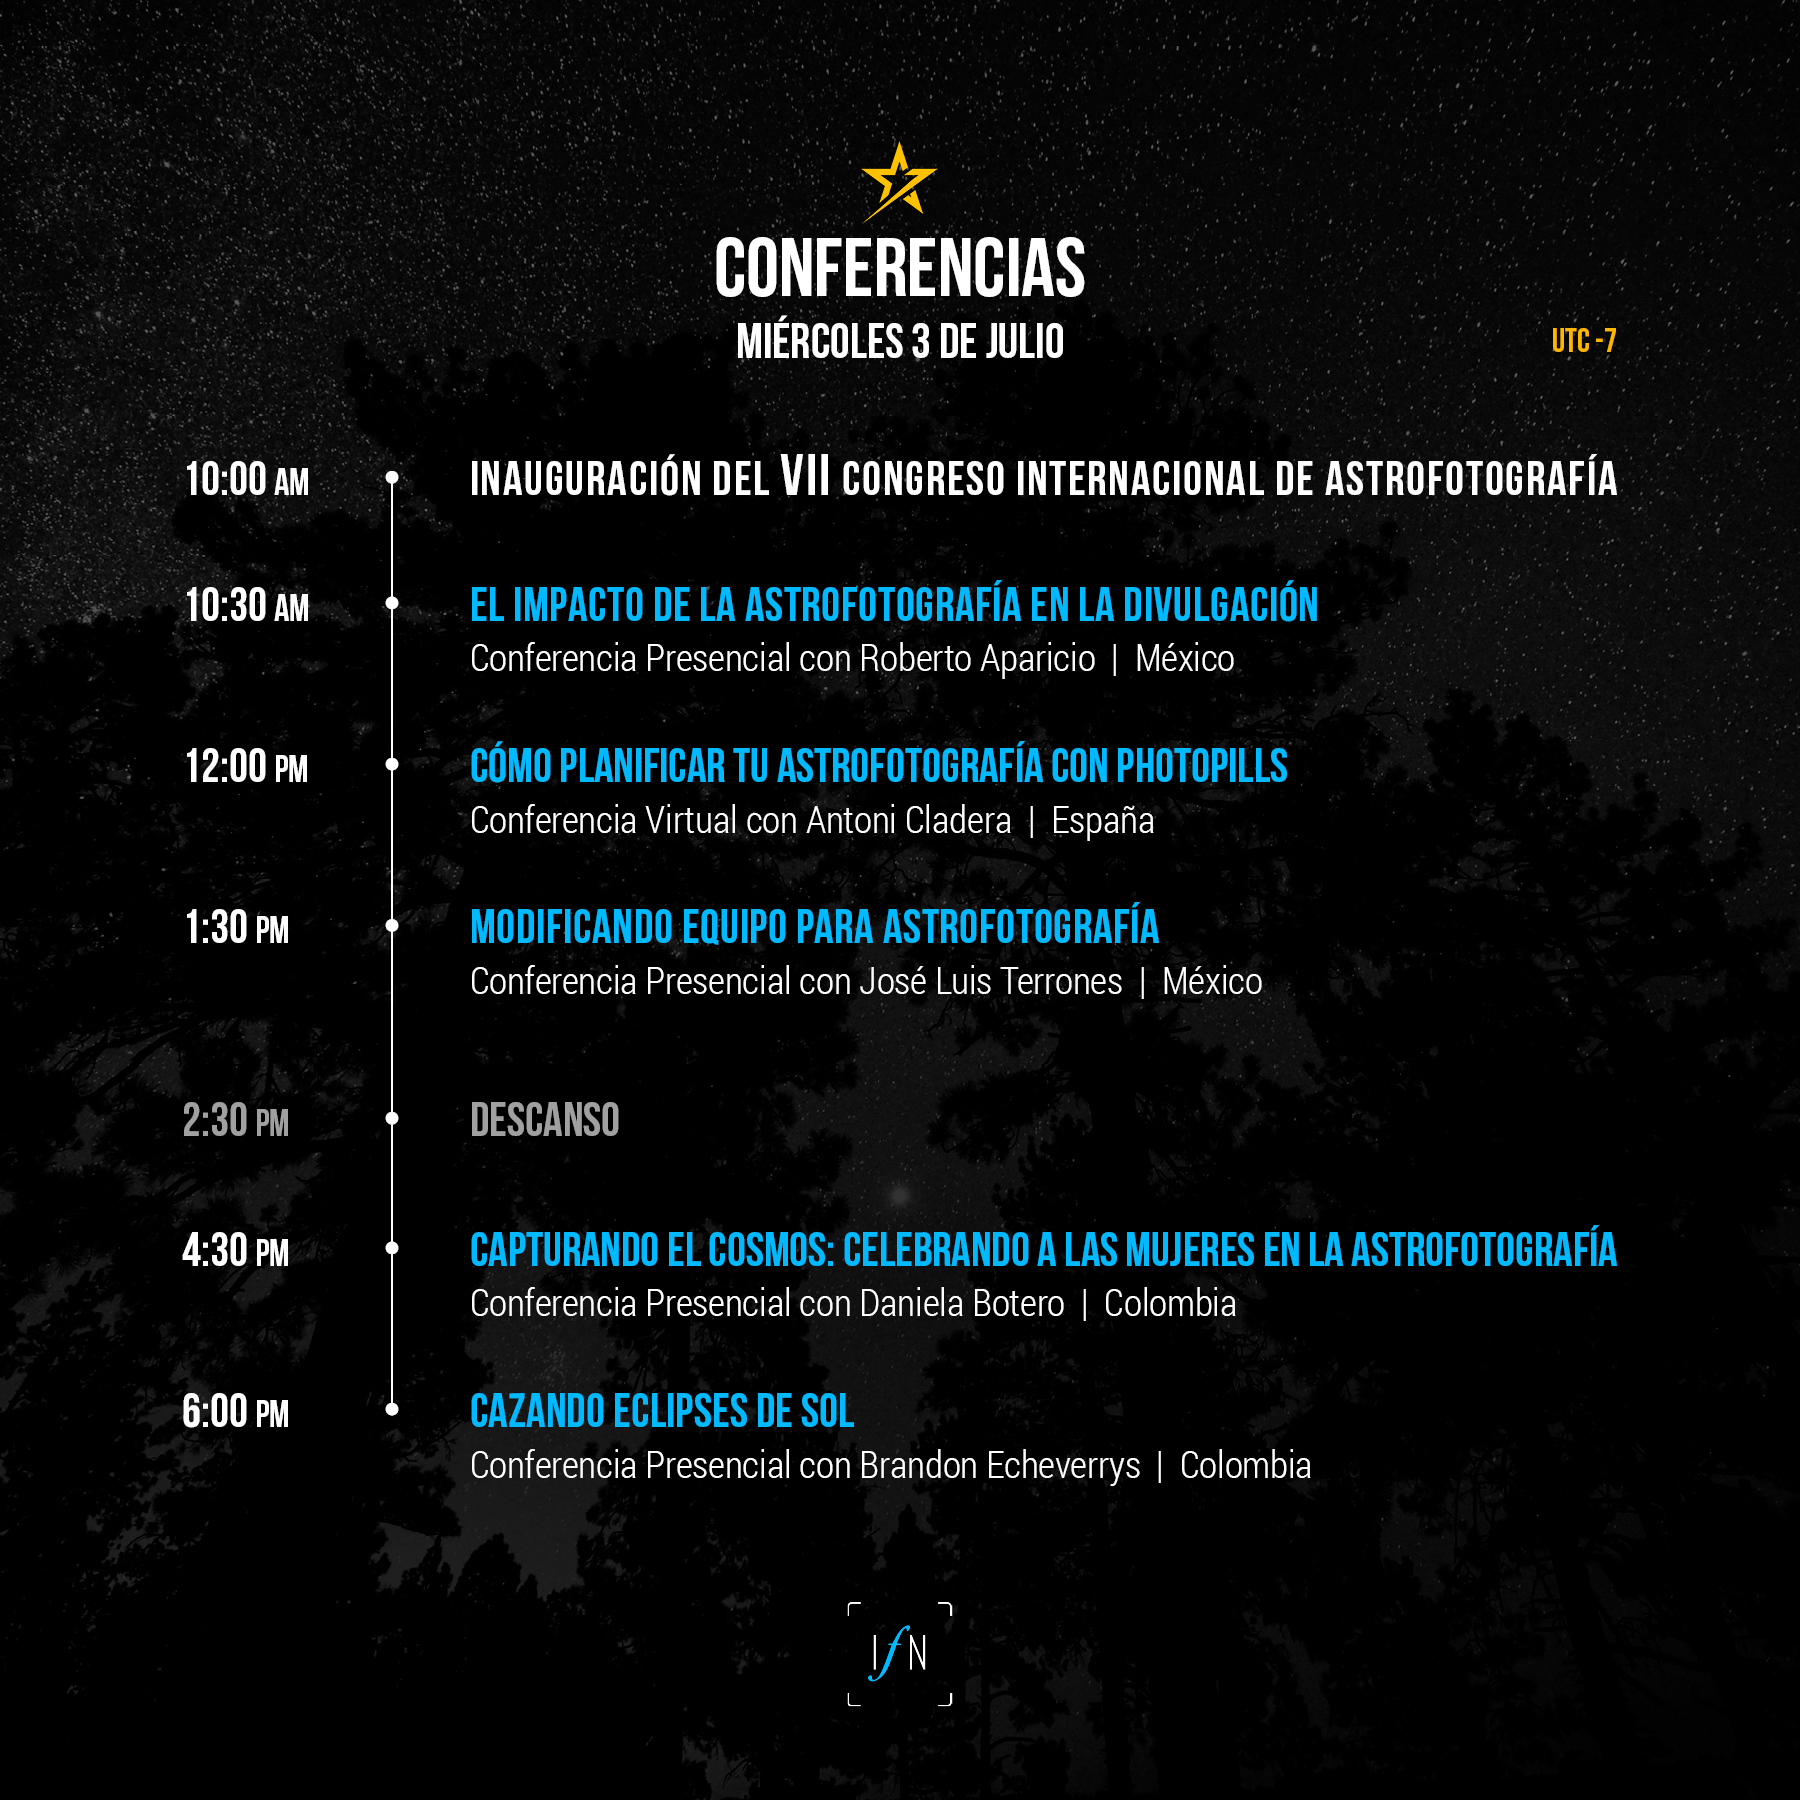 CONFERENCIAS
MIÉRCOLES 3 DE JULIO
UTC -7
10:00 AM
INAUGURACIÓN DEL VII CONGRESO INTERNACIONAL DE ASTROFOTOGRAFÍA
10:30 AM
EL IMPACTO DE LA ASTROFOTOGRAFÍA EN LA DIVULGACIÓN
Conferencia Presencial con Roberto Aparicio | México
12:00 PM
CÓMO PLANIFICAR TU ASTROFOTOGRAFÍA CON PHOTOPILLS
Conferencia Virtual con Antoni Cladera | España
1:30 PM
MODIFICANDO EQUIPO PARA ASTROFOTOGRAFÍA
Conferencia Presencial con José Luis Terrones | México
2:30 PM
DESCANSO
4:30 PM
CAPTURANDO EL COSMOS: CELEBRANDO A LAS MUJERES EN LA ASTROFOTOGRAFÍA
Conferencia Presencial con Daniela Botero | Colombia
6:00 PM
CAZANDO ECLIPSES DE SOL
Conferencia Presencial con Brandon Echeverrys | Colombia
IfN